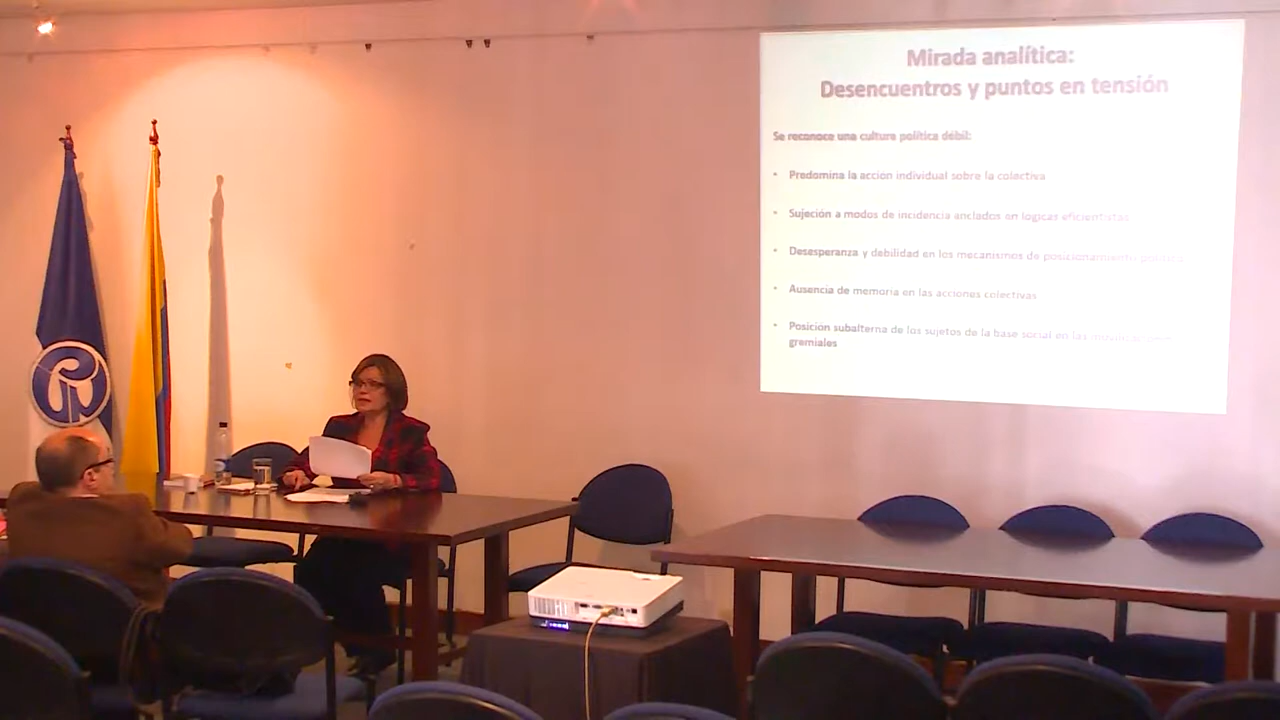 Mirada analítica:
Desencuentros y puntos en tensión
Se reconoce una cultura política débil:
• Predomina la acción individual sobre la colectiva
• Sujeción a modos de incidencia anclados en logicas eficientistas
• Desesperanza y debilidad en los mecanismos de posizionamiento
• Ausencia de memoria en las acciones colectivas
• Posición subalterna de los sujetos de la base social en las
gremiales